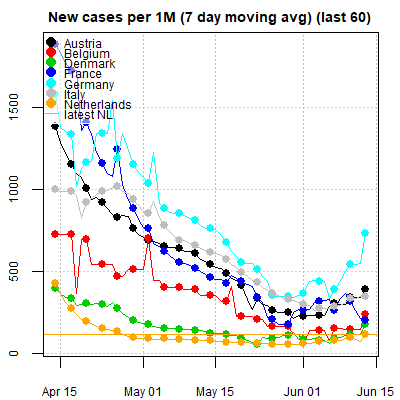 New cases per 1M (7 day moving avg) (last 60)
Austria
Belgium
Denmark
France
Germany
Italy
Netherlands
latest NL
1500
1000
500
0
Apr 15 May 01 May 15 Jun 01 Jun 15